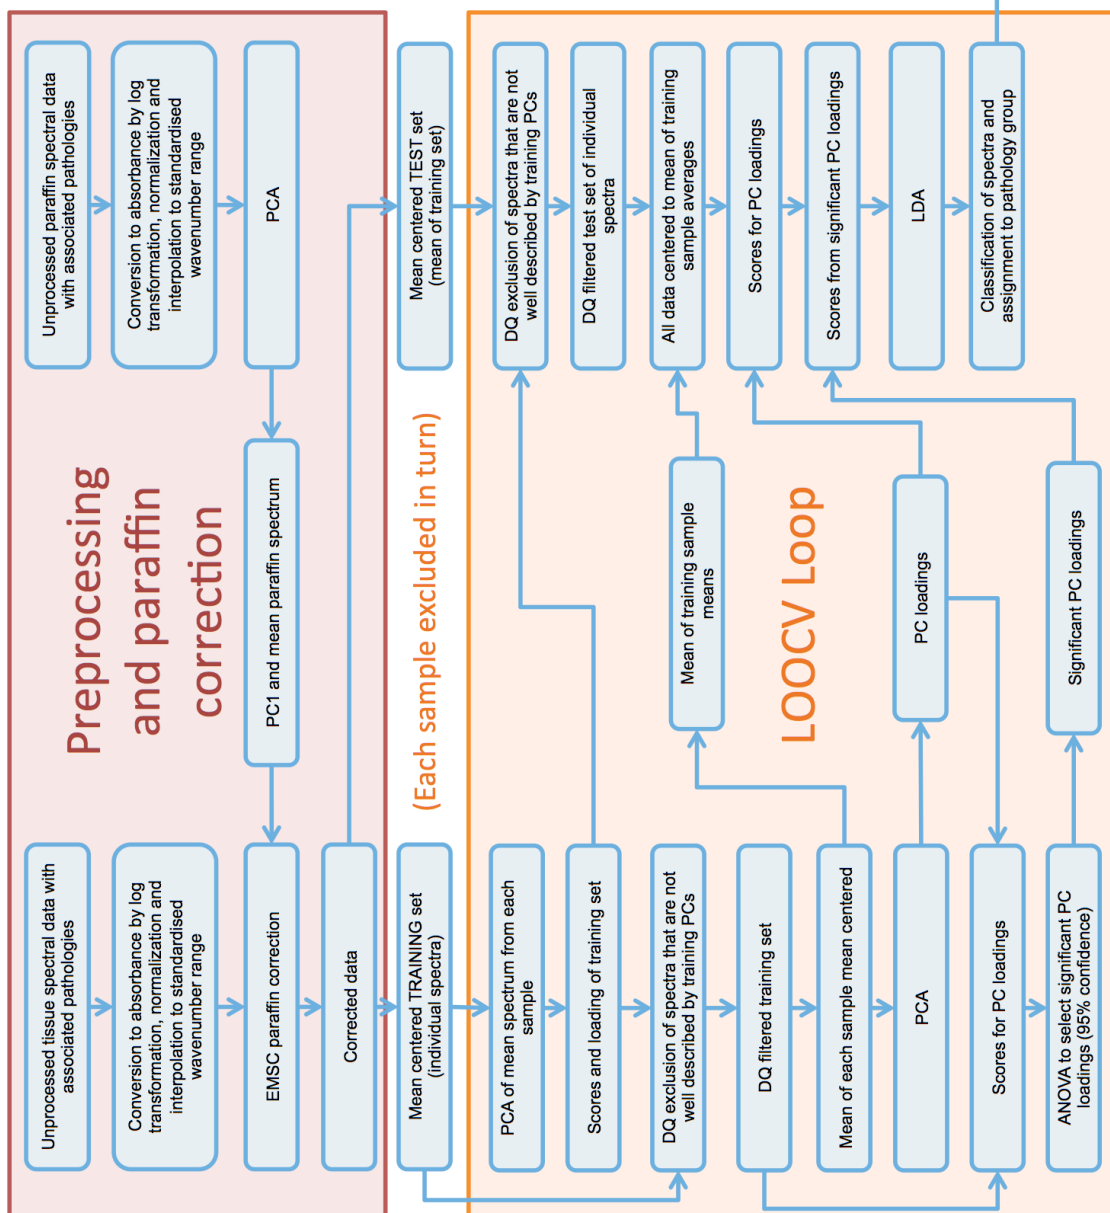 Preprocessing
and paraffin
correction
Unprocessed tissue spectral data with
associated pathologies
Conversion to absorbance by log
transformation, normalization and
interpolation to standardised
wavenumber range
EMSC paraffin correction
Corrected data
PC1 and mean paraffin spectrum
Unprocessed paraffin spectral data
with associated pathologies
Conversion to absorbance by log
transformation, normalization and
interpolation to standardised
wavenumber range
PCA
Mean centered TRAINING set
(individual spectra)
(Each sample excluded in turn)
Mean centered TEST set
(mean of training set)
PCA of mean spectrum from each
sample
Scores and loading of training set
DQ exclusion of spectra that are not
well described by training PCs
DQ filtered training set
Mean of each sample mean centered
PCA
Scores for PC loadings
ANOVA to select significant PC
loadings (95% confidence)
Mean of training sample
means
LOOCV Loop
PC loadings
Significant PC loadings
DQ exclusion of spectra that are not
well described by training PCs
DQ filtered test set of individual
spectra
All data centered to mean of training
sample averages
Scores for PC loadings
Scores from significant PC loadings
LDA
Classification of spectra and
assignment to pathology group